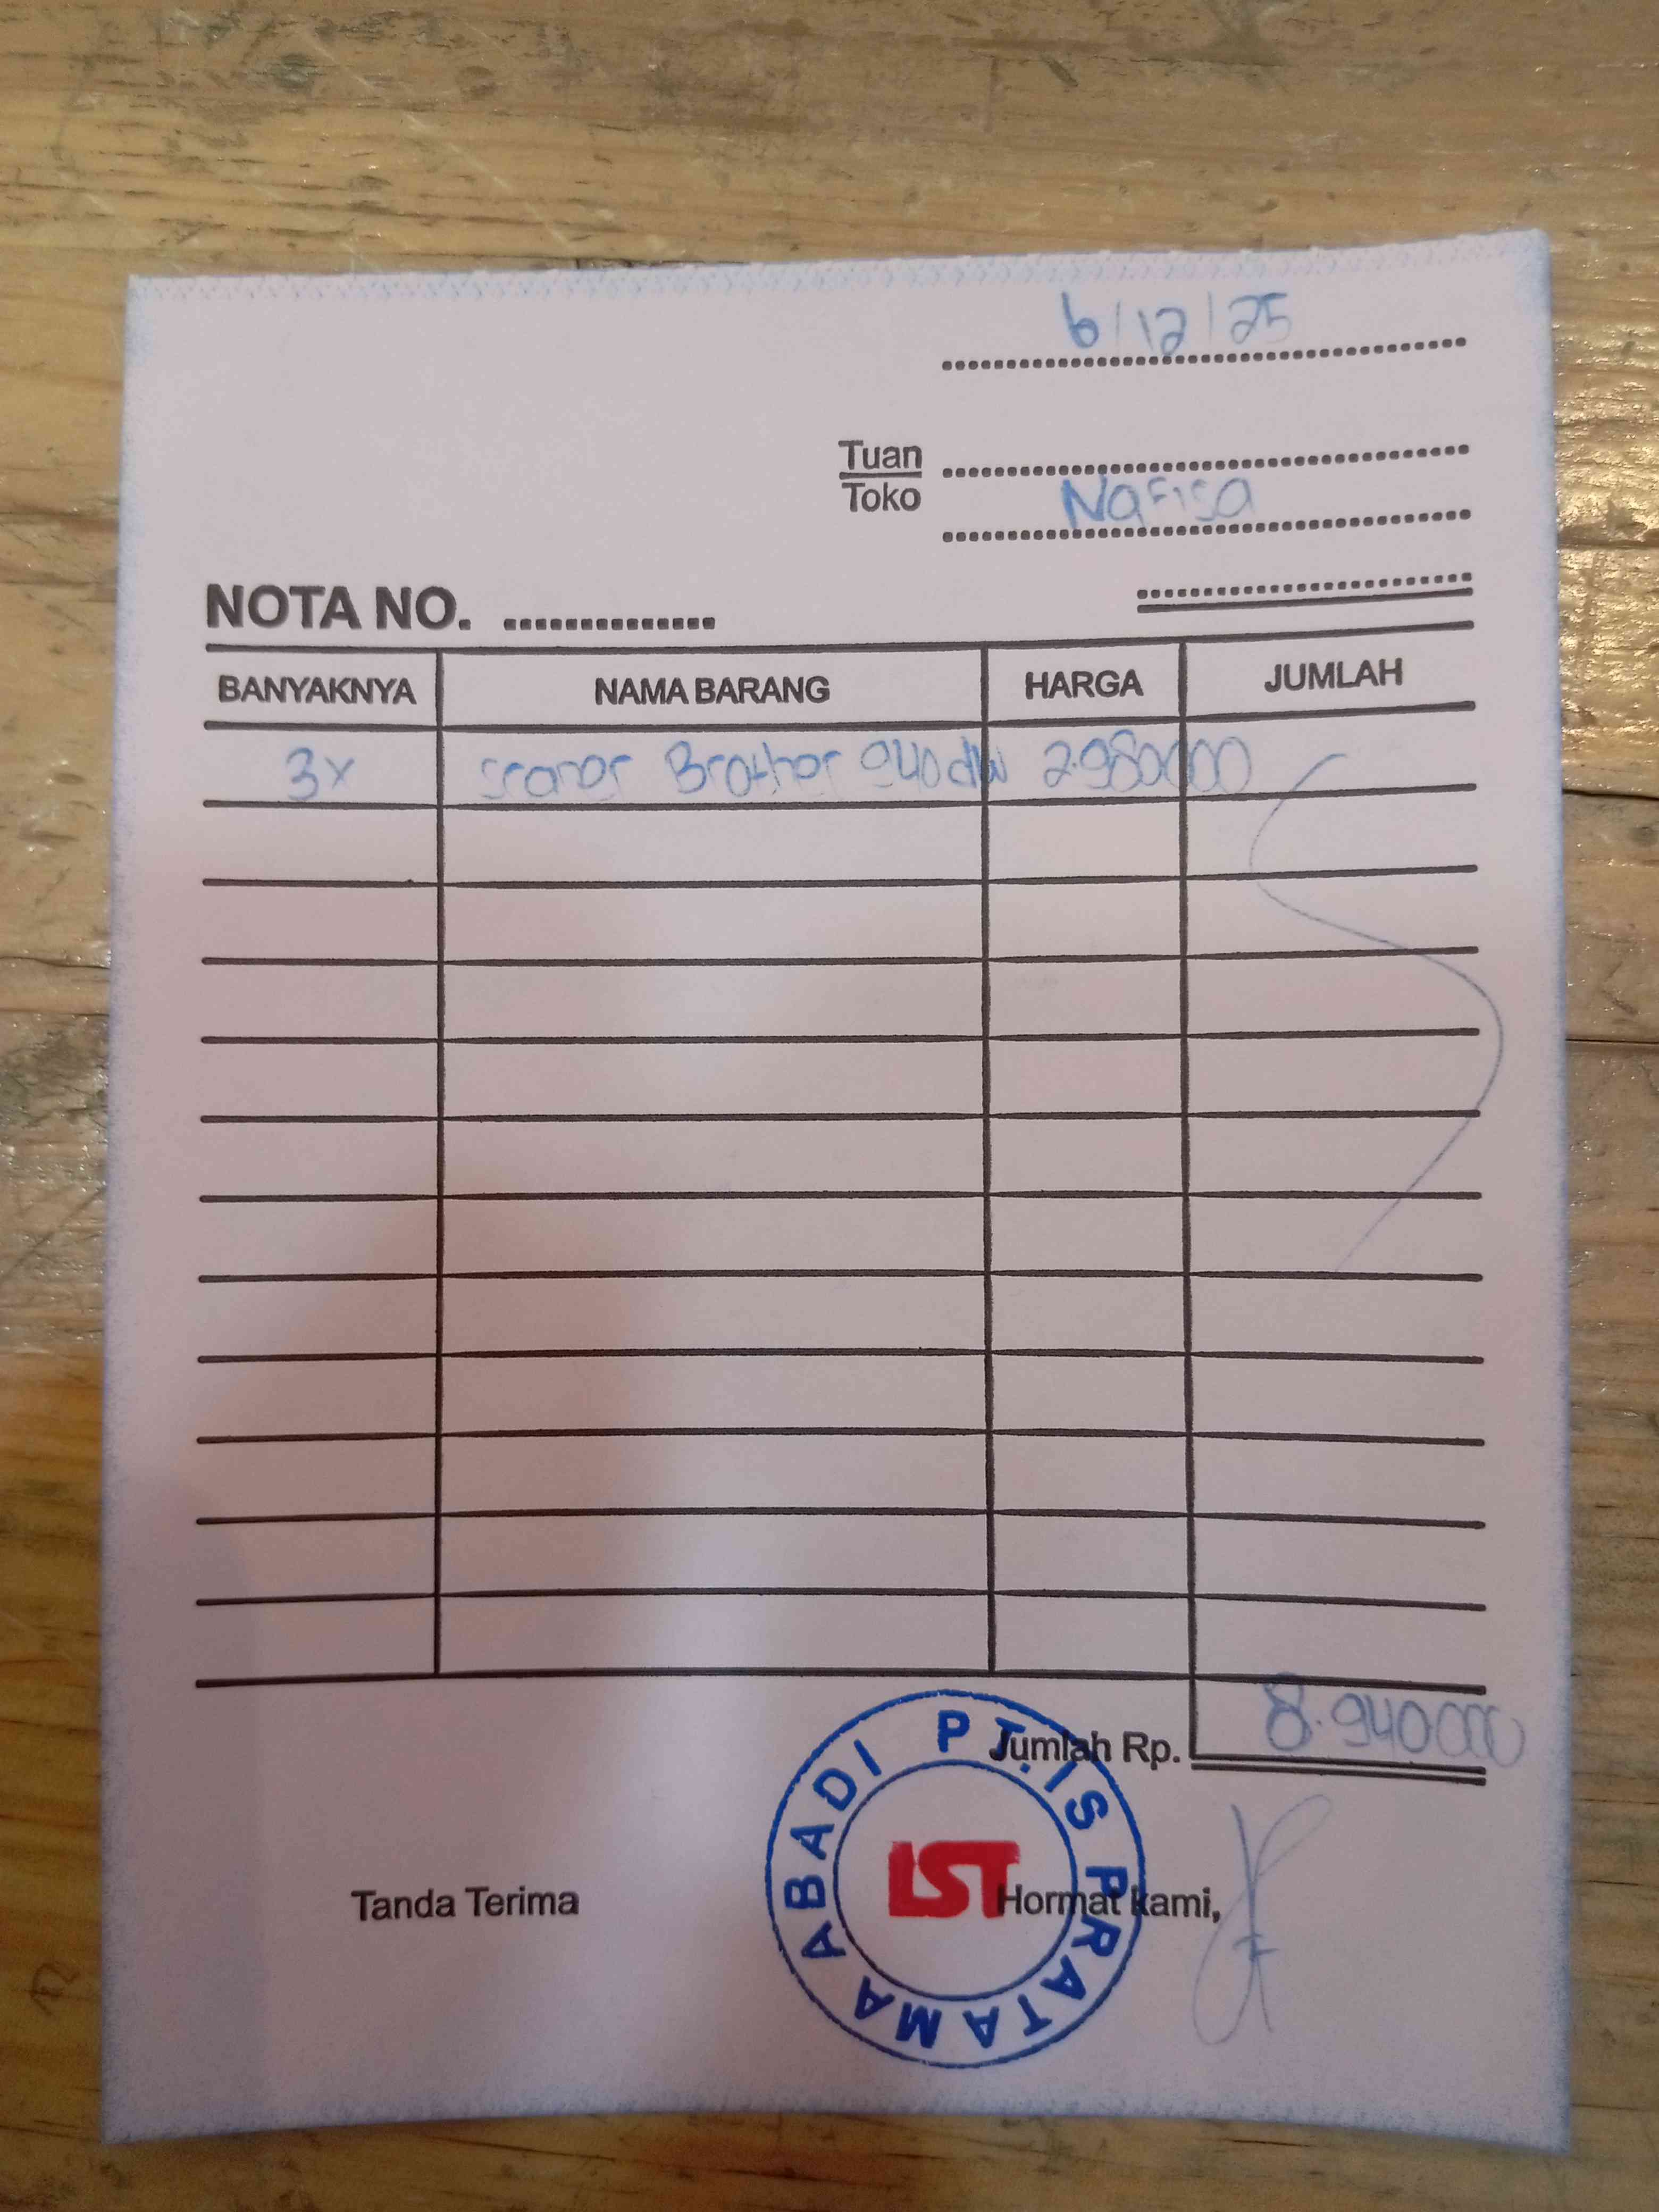 6/12/25
Tuan
Toko
Nafisa
NOTA NO. ..............
BANYAKNYA NAMA BARANG HARGA JUMLAH
3x scaner Brother 940dw 2.980000
Jumlah Rp. 8.940000
Tanda Terima
Hormat kami,
PT. IS PRATAMA ABADI
IST